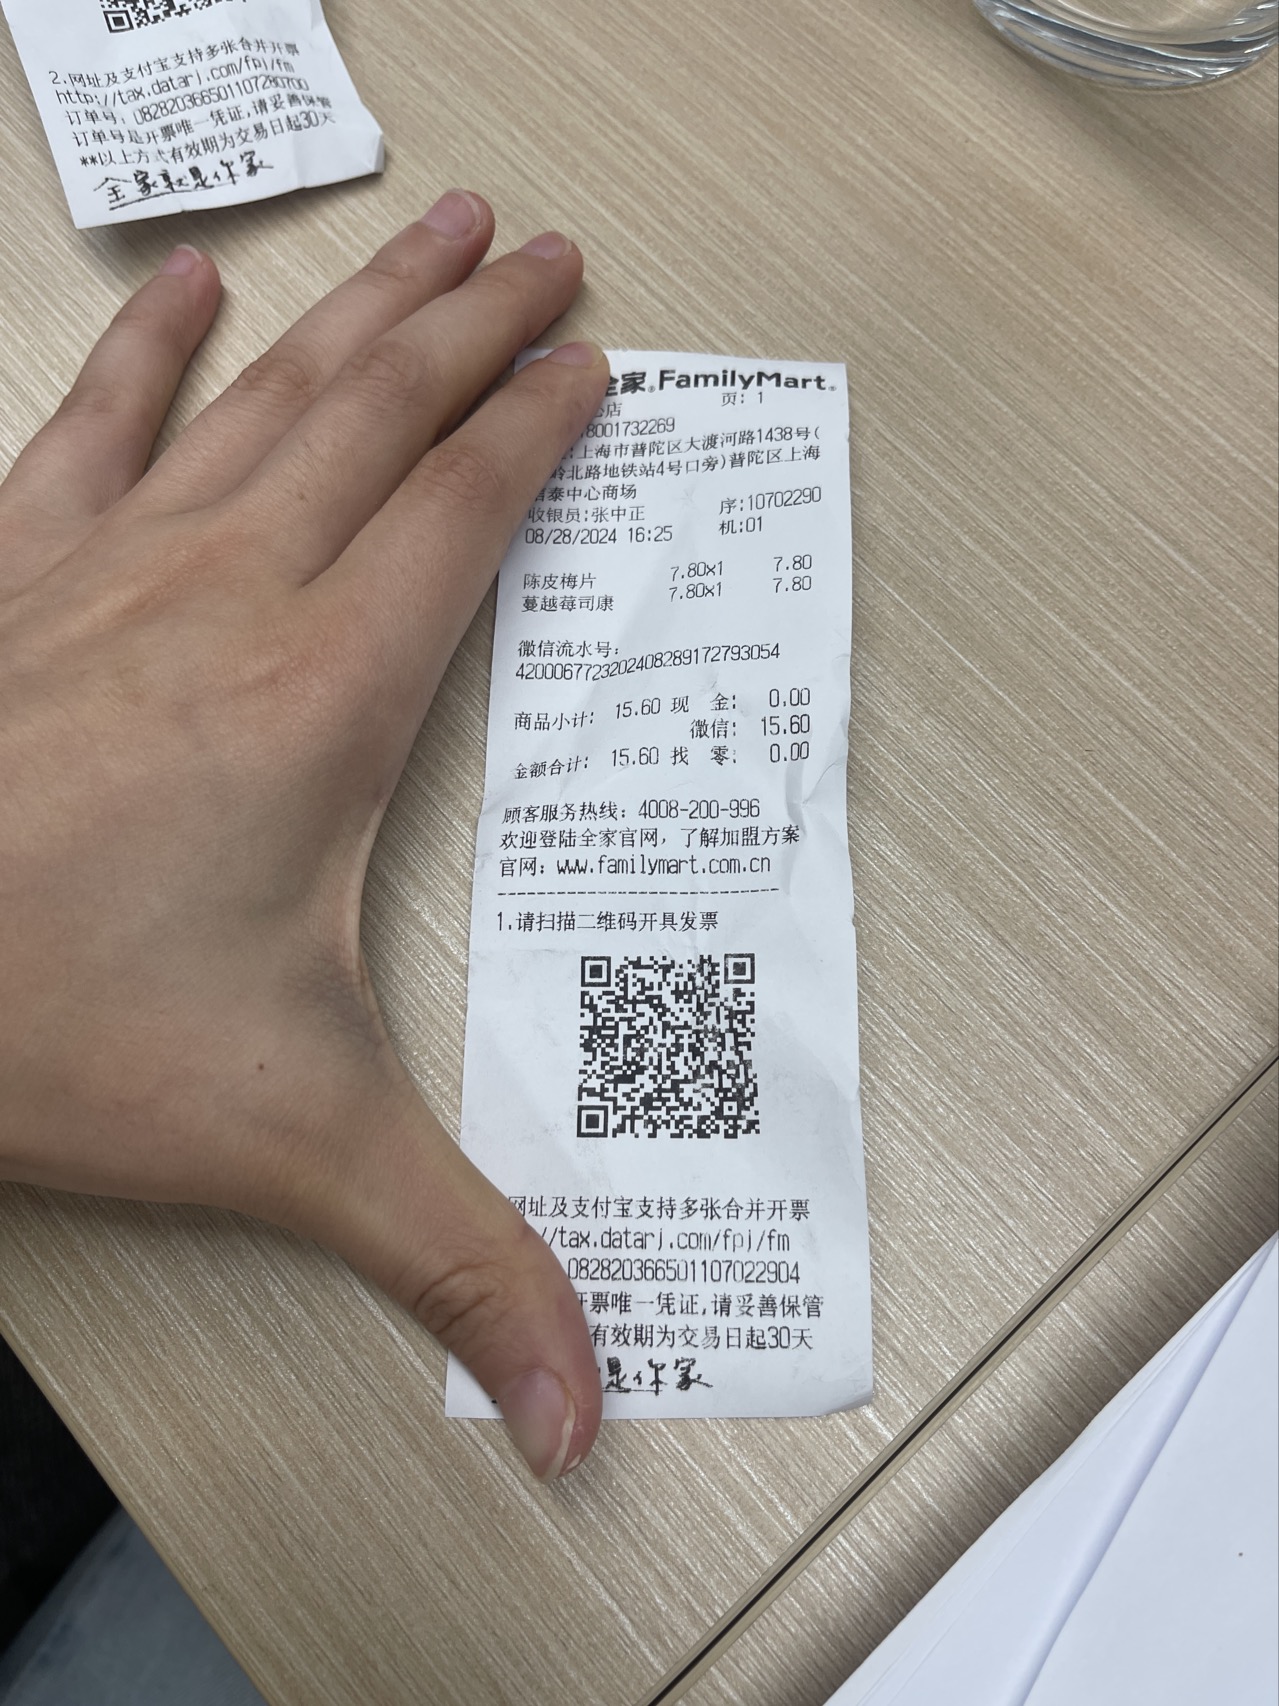 2.网址及支付宝支持多张合并开票
http://tax.datarj.com/fpj/fm
订单号: 082820366501107280700
订单号是开票唯一凭证,请妥善保管
**以上方式有效期为交易日起30天
全家就是你家
全家®FamilyMart®
店 页: 1
8001732269
:上海市普陀区大渡河路1438号(
岭北路地铁站4号口旁)普陀区上海
信泰中心商场
收银员:张中正 序:10702290
08/28/2024 16:25 机:01
陈皮梅片 7.80x1 7.80
蔓越莓司康 7.80x1 7.80
微信流水号:
4200067723202408289172793054
商品小计: 15.60 现 金: 0.00
微信: 15.60
金额合计: 15.60 找 零: 0.00
顾客服务热线: 4008-200-996
欢迎登陆全家官网, 了解加盟方案
官网: www.familymart.com.cn
1.请扫描二维码开具发票
网址及支付宝支持多张合并开票
//tax.datarj.com/fpj/fm
082820366501107022904
开票唯一凭证,请妥善保管
有效期为交易日起30天
是你家